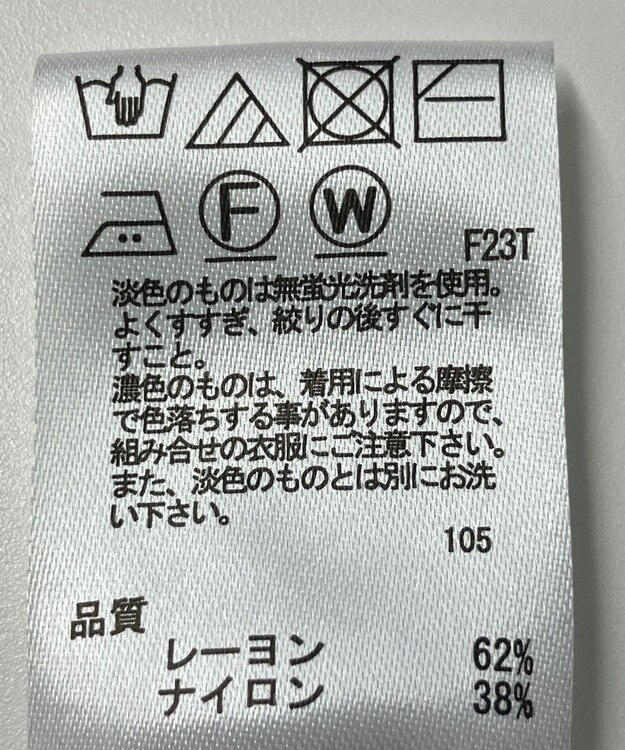 F W F23T
淡色のものは無蛍光洗剤を使用。
よくすすぎ、絞りの後すぐに干
すこと。
濃色のものは、着用による摩擦
で色落ちする事がありますので、
組み合せの衣服にご注意下さい。
また、淡色のものとは別にお洗
い下さい。
105
品質
レーヨン 62%
ナイロン 38%